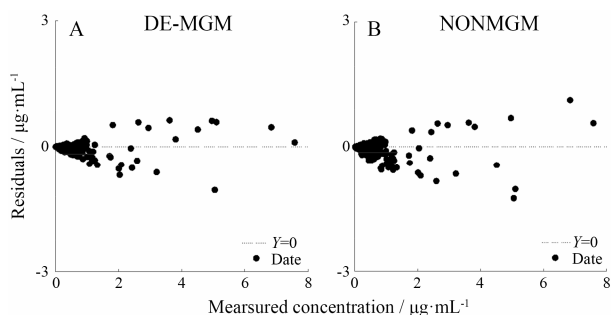 A DE-MGM
B NONMGM
3
0
-3
Residuals / μg·mL⁻¹
Y=0
Date
0 2 4 6 8
3
0
-3
Y=0
Date
0 2 4 6 8
Mearsured concentration / μg·mL⁻¹